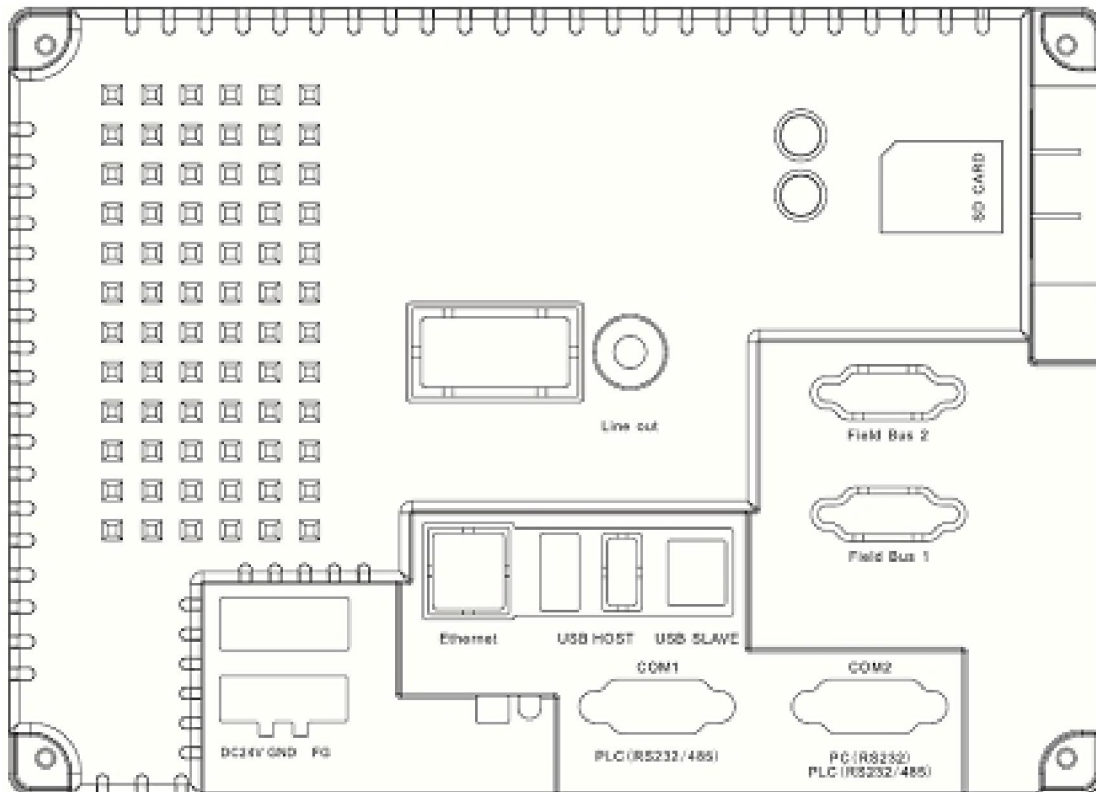 SD CARD
Line out
Field Bus 2
Field Bus 1
Ethernet
USB HOST
USB SLAVE
COM1
COM2
DC24V GND FG
PLC(RS232/485)
PC(RS232)
PLC(RS232/485)